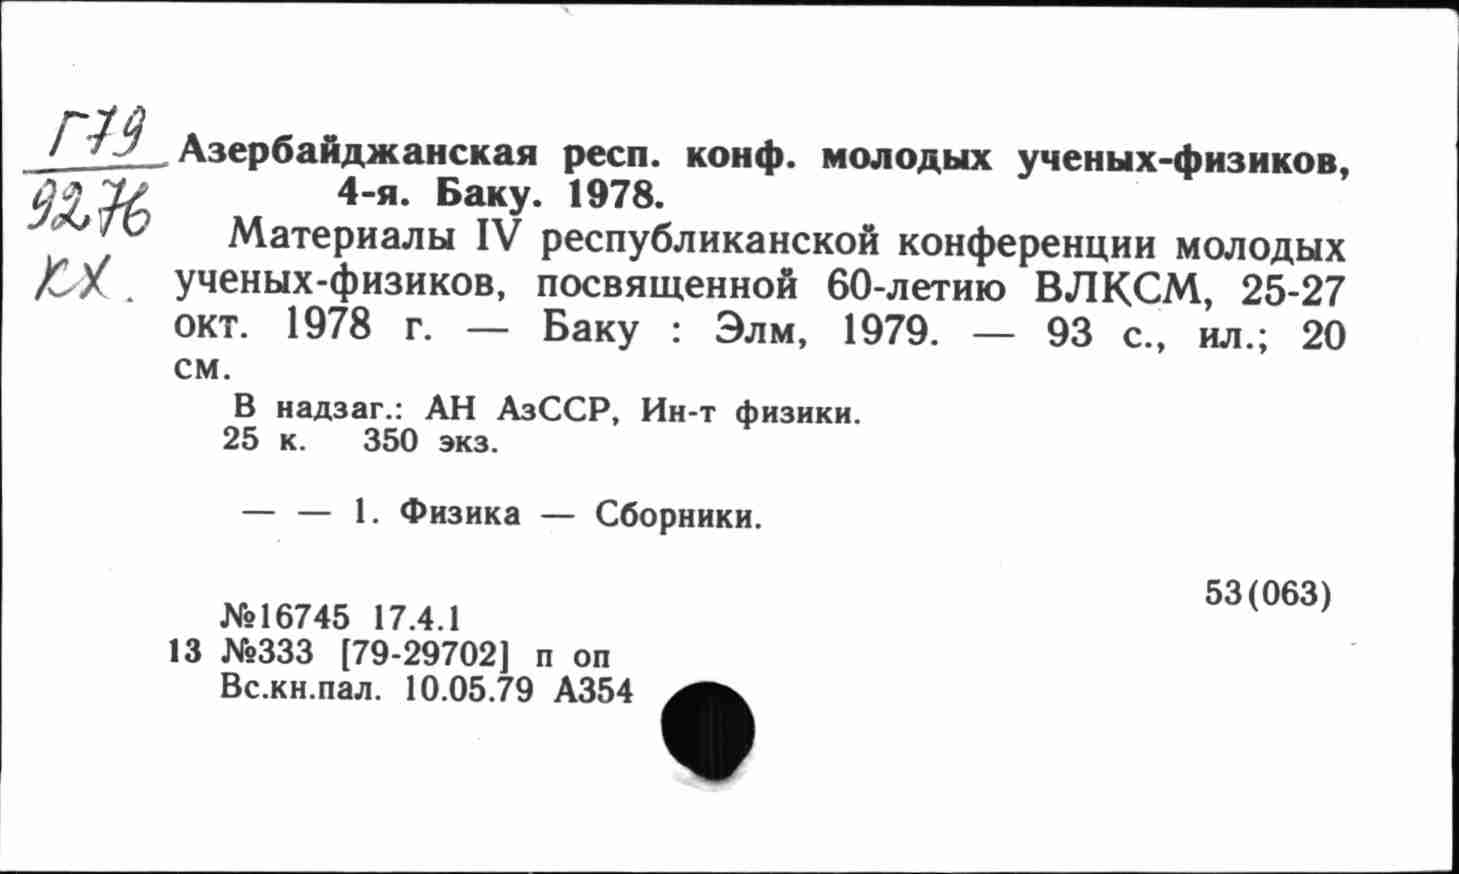 Г79
9276
КХ.
Азербайджанская респ. конф. молодых ученых-физиков,
4-я. Баку. 1978.
Материалы IV республиканской конференции молодых
ученых-физиков, посвященной 60-летию ВЛКСМ, 25-27
окт. 1978 г. — Баку : Элм, 1979. — 93 с., ил.; 20
см.
В надзаг.: АН АзССР, Ин-т физики.
25 к. 350 экз.
— — 1. Физика — Сборники.
53(063)
№16745 17.4.1
13 №333 [79-29702] п оп
Вс.кн.пал. 10.05.79 А354